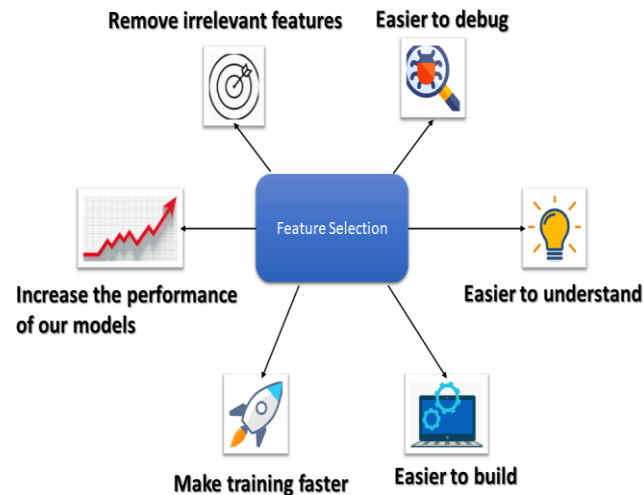 Remove irrelevant features
Easier to debug
Feature Selection
Increase the performance
of our models
Easier to understand
Make training faster
Easier to build